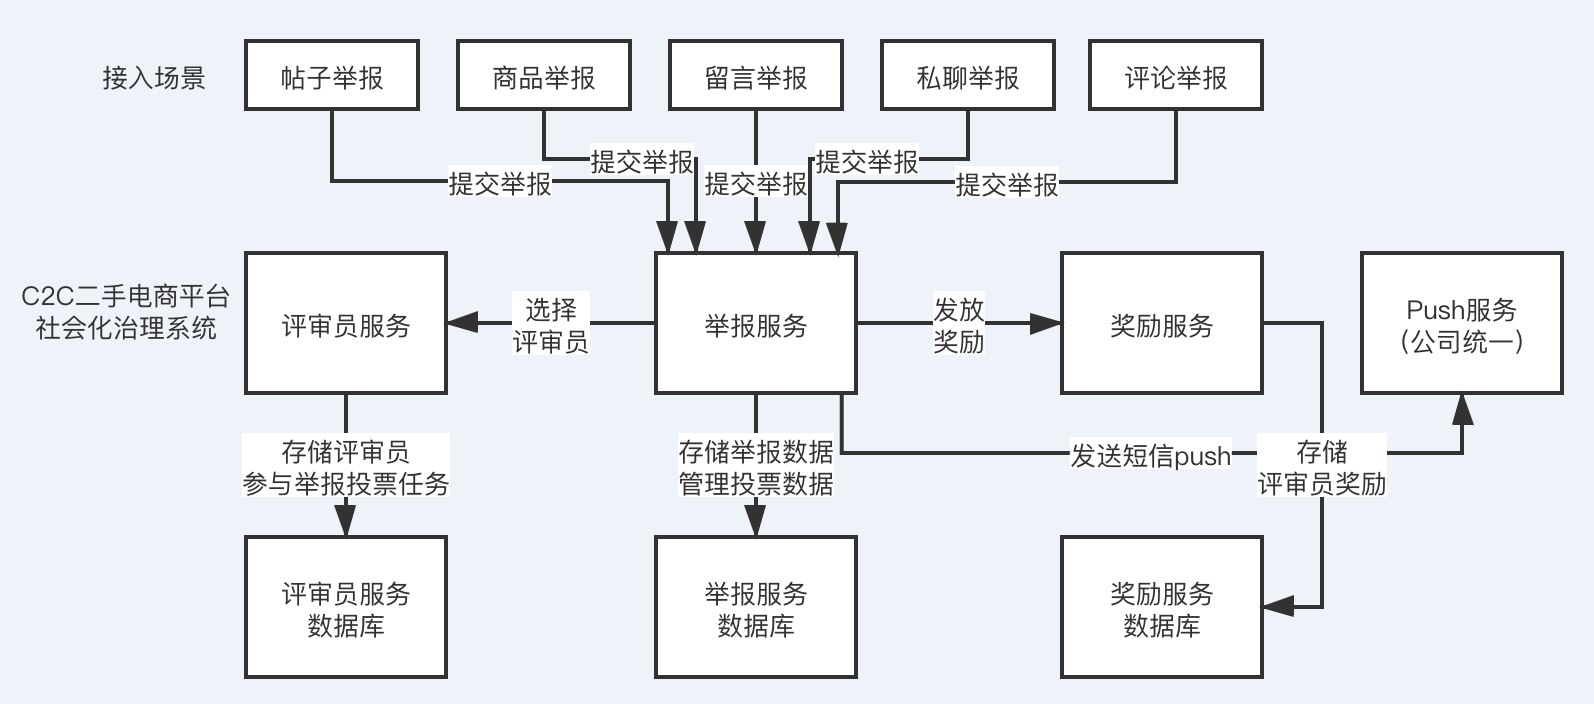 接入场景
帖子举报
商品举报
留言举报
私聊举报
评论举报
提交举报
提交举报
提交举报
提交举报
提交举报
C2C二手电商平台
社会化治理系统
评审员服务
选择
评审员
举报服务
发放
奖励
奖励服务
Push服务
（公司统一）
存储评审员
参与举报投票任务
存储举报数据
管理投票数据
发送短信push
存储
评审员奖励
评审员服务
数据库
举报服务
数据库
奖励服务
数据库